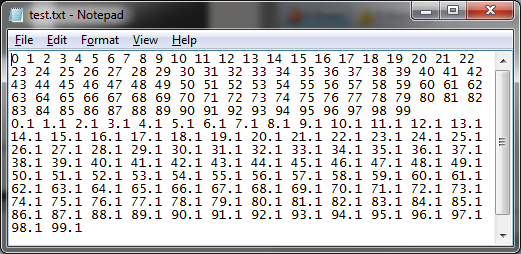 test.txt - Notepad
File Edit Format View Help
0 1 2 3 4 5 6 7 8 9 10 11 12 13 14 15 16 17 18 19 20 21 22
23 24 25 26 27 28 29 30 31 32 33 34 35 36 37 38 39 40 41 42
43 44 45 46 47 48 49 50 51 52 53 54 55 56 57 58 59 60 61 62
63 64 65 66 67 68 69 70 71 72 73 74 75 76 77 78 79 80 81 82
83 84 85 86 87 88 89 90 91 92 93 94 95 96 97 98 99
0.1 1.1 2.1 3.1 4.1 5.1 6.1 7.1 8.1 9.1 10.1 11.1 12.1 13.1
14.1 15.1 16.1 17.1 18.1 19.1 20.1 21.1 22.1 23.1 24.1 25.1
26.1 27.1 28.1 29.1 30.1 31.1 32.1 33.1 34.1 35.1 36.1 37.1
38.1 39.1 40.1 41.1 42.1 43.1 44.1 45.1 46.1 47.1 48.1 49.1
50.1 51.1 52.1 53.1 54.1 55.1 56.1 57.1 58.1 59.1 60.1 61.1
62.1 63.1 64.1 65.1 66.1 67.1 68.1 69.1 70.1 71.1 72.1 73.1
74.1 75.1 76.1 77.1 78.1 79.1 80.1 81.1 82.1 83.1 84.1 85.1
86.1 87.1 88.1 89.1 90.1 91.1 92.1 93.1 94.1 95.1 96.1 97.1
98.1 99.1